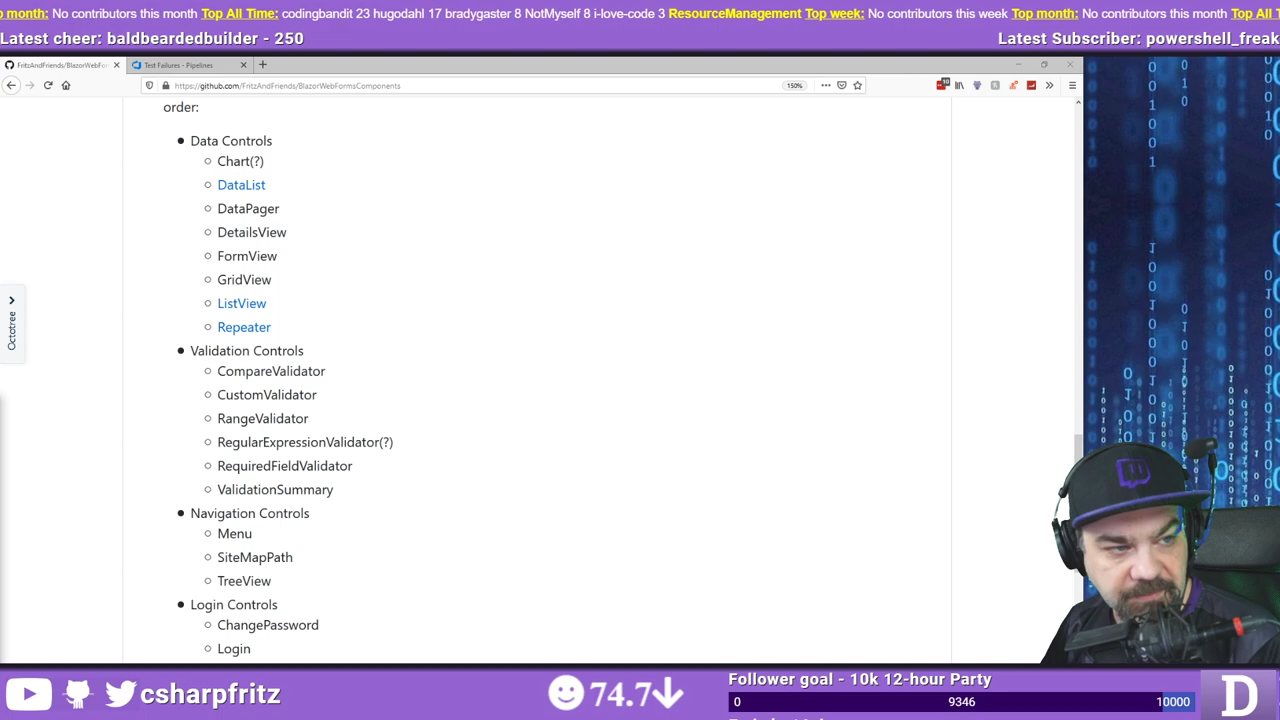 month: No contributors this month Top All Time: codingbandit 23 hugodahl 17 bradygaster 8 NotMyself 8 i-love-code 3 ResourceManagement Top week: No contributors this week Top month: No contributors this month Top All
Latest cheer: baldbeardedbuilder - 250
Latest Subscriber: powershell_freak
FritzAndFriends/BlazorWebFor
Test Failures - Pipelines
https://github.com/FritzAndFriends/BlazorWebFormsComponents
150%
10
order:
Data Controls
Chart(?)
DataList
DataPager
DetailsView
FormView
GridView
ListView
Repeater
Validation Controls
CompareValidator
CustomValidator
RangeValidator
RegularExpressionValidator(?)
RequiredFieldValidator
ValidationSummary
Navigation Controls
Menu
SiteMapPath
TreeView
Login Controls
ChangePassword
Login
Octotree
csharpfritz
74.7
Follower goal - 10k 12-hour Party
0 9346 10000
D